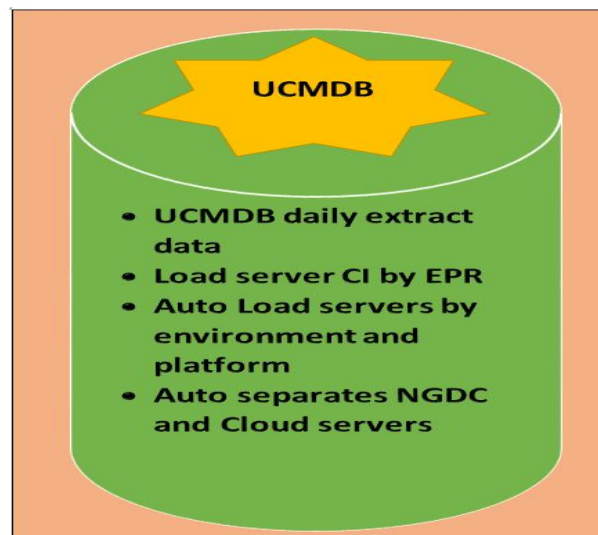 UCMDB
• UCMDB daily extract
data
• Load server CI by EPR
• Auto Load servers by
environment and
platform
• Auto separates NGDC
and Cloud servers